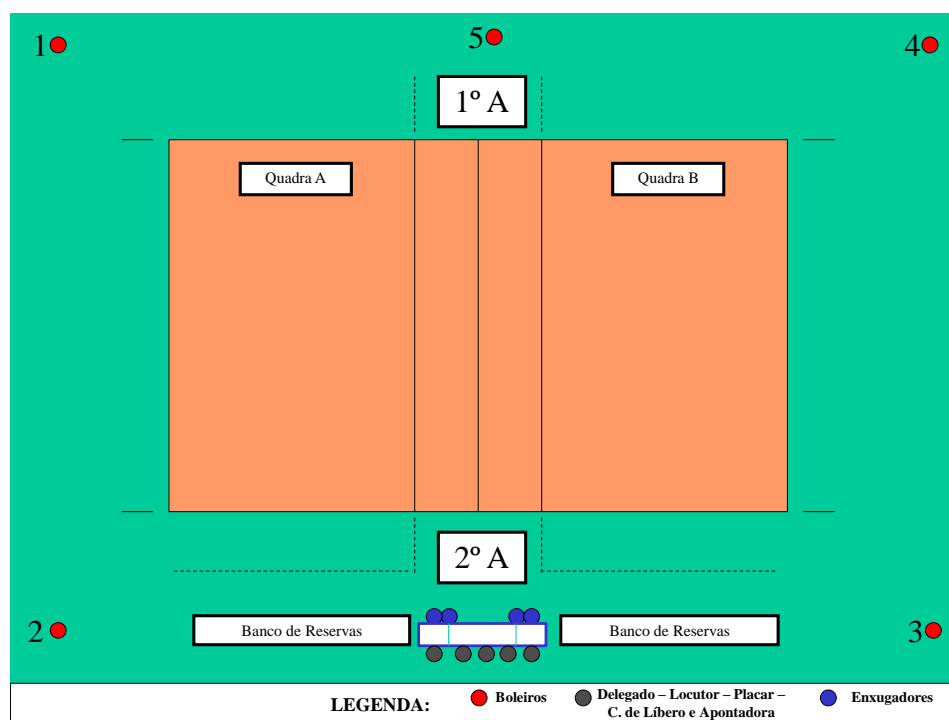 1
5
4
1º A
Quadra A
Quadra B
2º A
2
Banco de Reservas
Banco de Reservas
3
LEGENDA:
Boleiros
Delegado – Locutor – Placar –
C. de Líbero e Apontadora
Enxugadores